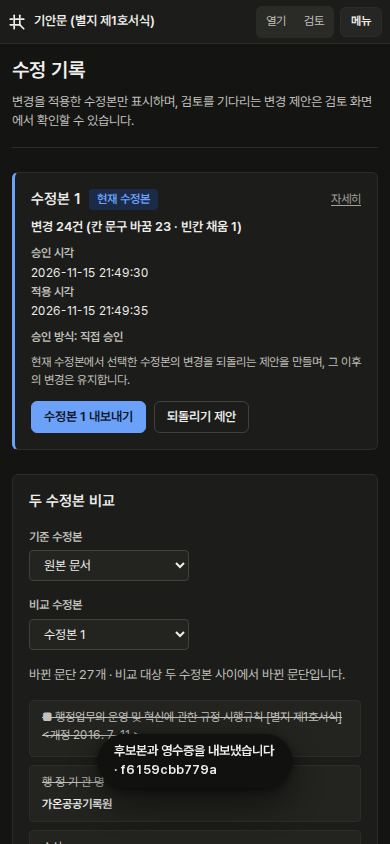 기안문 (별지 제1호서식)
열기
검토
메뉴
수정 기록
변경을 적용한 수정본만 표시하며, 검토를 기다리는 변경 제안은 검토 화면
에서 확인할 수 있습니다.
수정본 1
현재 수정본
자세히
변경 24건 (칸 문구 바꿈 23 · 빈칸 채움 1)
승인 시각
2026-11-15 21:49:30
적용 시각
2026-11-15 21:49:35
승인 방식: 직접 승인
현재 수정본에서 선택한 수정본의 변경을 되돌리는 제안을 만들며, 그 이후
의 변경은 유지합니다.
수정본 1 내보내기
되돌리기 제안
두 수정본 비교
기준 수정본
원본 문서
비교 수정본
수정본 1
바뀐 문단 27개 · 비교 대상 두 수정본 사이에서 바뀐 문단입니다.
행정업무의 운영 및 혁신에 관한 규정 시행규칙 [별지 제1호서식]
<개정 2016. 7. 11.>
후보본과 영수증을 내보냈습니다
· f6159cbb779a
행 정 기 관 명
가온공공기록원